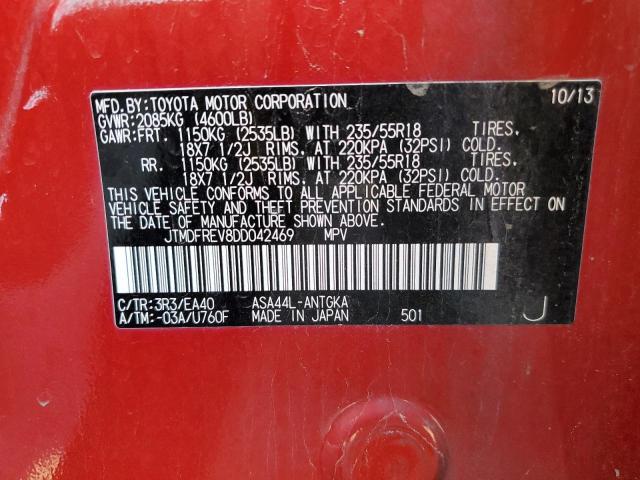 MFD.BY:TOYOTA MOTOR CORPORATION 10/13
GVWR:2085KG (4600LB)
GAWR:FRT. 1150KG (2535LB) WITH 235/55R18 TIRES.
18X7 1/2J RIMS. AT 220KPA (32PSI) COLD.
RR. 1150KG (2535LB) WITH 235/55R18 TIRES.
18X7 1/2J RIMS. AT 220KPA (32PSI) COLD.
THIS VEHICLE CONFORMS TO ALL APPLICABLE FEDERAL MOTOR
VEHICLE SAFETY AND THEFT PREVENTION STANDARDS IN EFFECT ON
THE DATE OF MANUFACTURE SHOWN ABOVE.
JTMDFREV8DD042469 MPV
C/TR:3R3/EA40 ASA44L-ANTGKA
A/TM:-03A/U760F MADE IN JAPAN 501 J